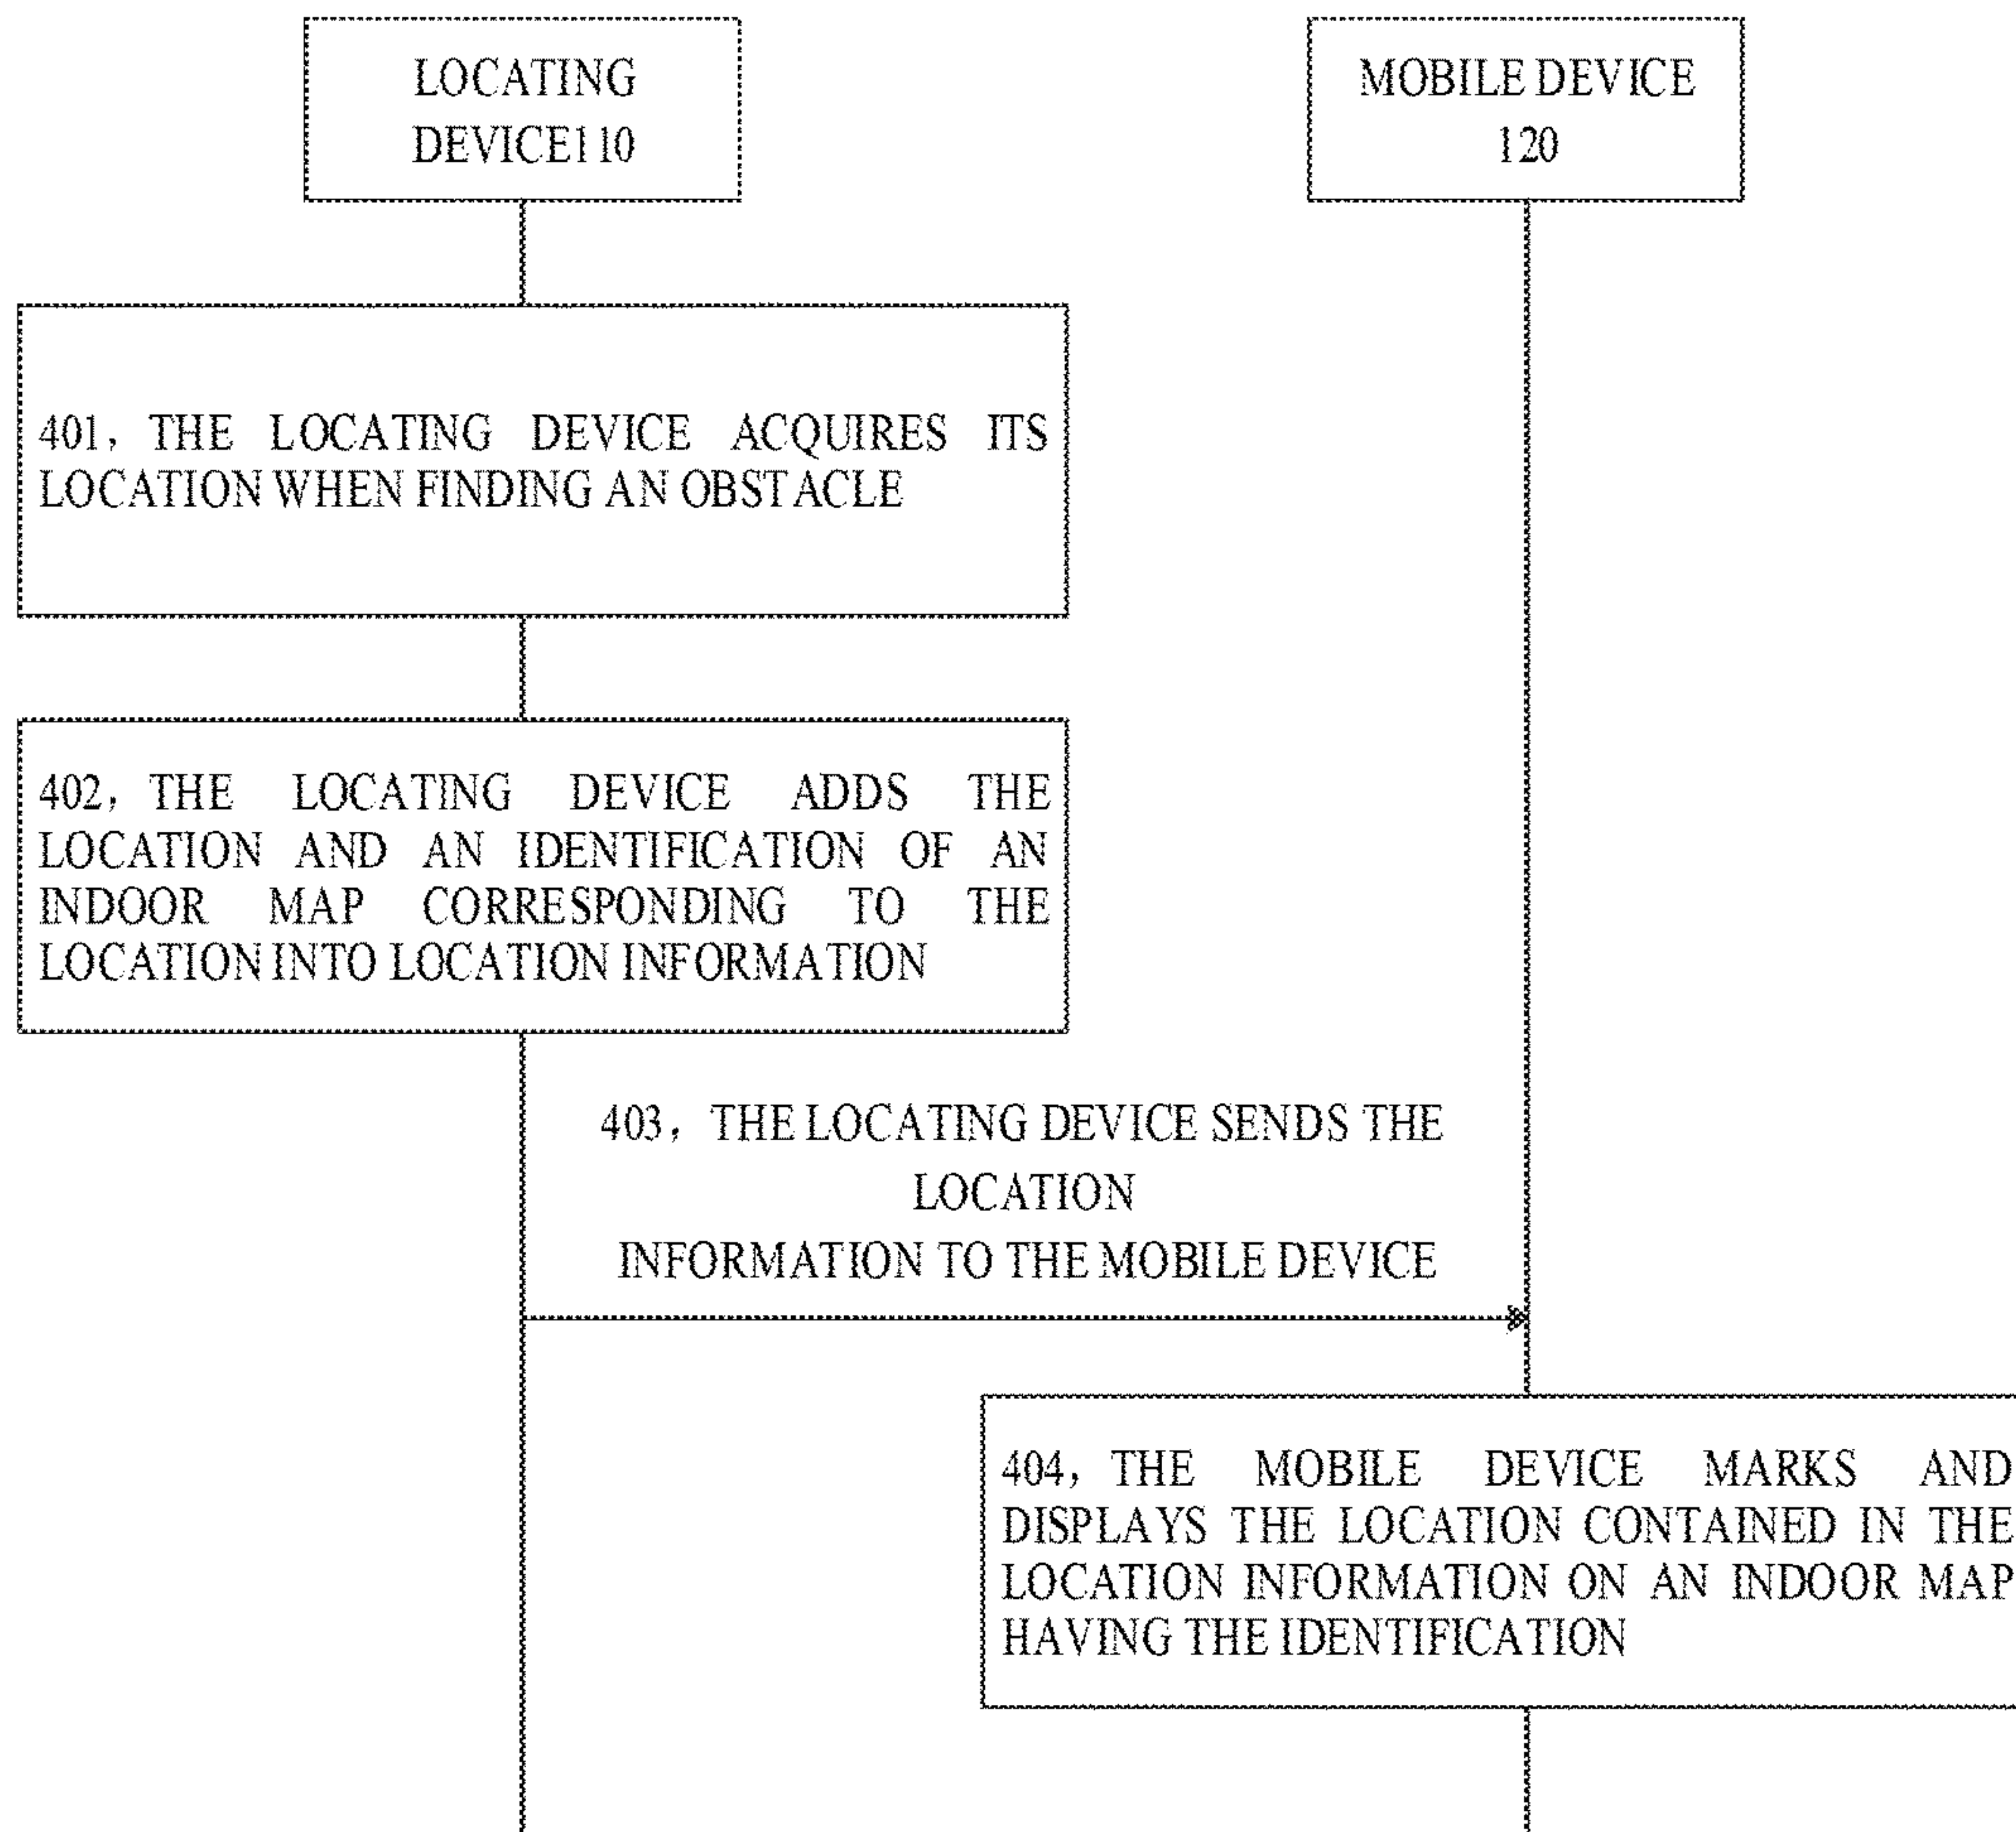 LOCATING
DEVICE110
MOBILE DEVICE
120
401, THE LOCATING DEVICE ACQUIRES ITS
LOCATION WHEN FINDING AN OBSTACLE
402, THE LOCATING DEVICE ADDS THE
LOCATION AND AN IDENTIFICATION OF AN
INDOOR MAP CORRESPONDING TO THE
LOCATION INTO LOCATION INFORMATION
403, THE LOCATING DEVICE SENDS THE
LOCATION
INFORMATION TO THE MOBILE DEVICE
404, THE MOBILE DEVICE MARKS AND
DISPLAYS THE LOCATION CONTAINED IN THE
LOCATION INFORMATION ON AN INDOOR MAP
HAVING THE IDENTIFICATION